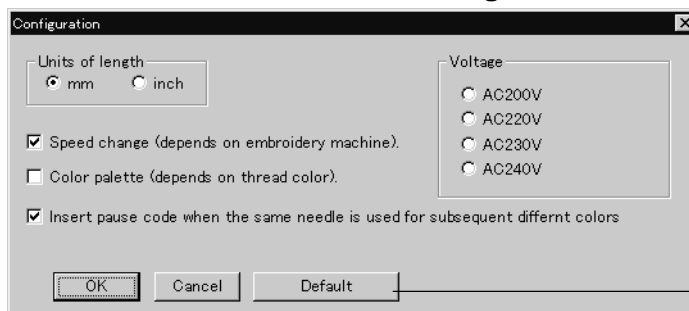 Configuration
Units of length
mm inch
Voltage
AC200V
AC220V
AC230V
AC240V
Speed change (depends on embroidery machine).
Color palette (depends on thread color).
Insert pause code when the same needle is used for subsequent differnt colors
OK Cancel Default